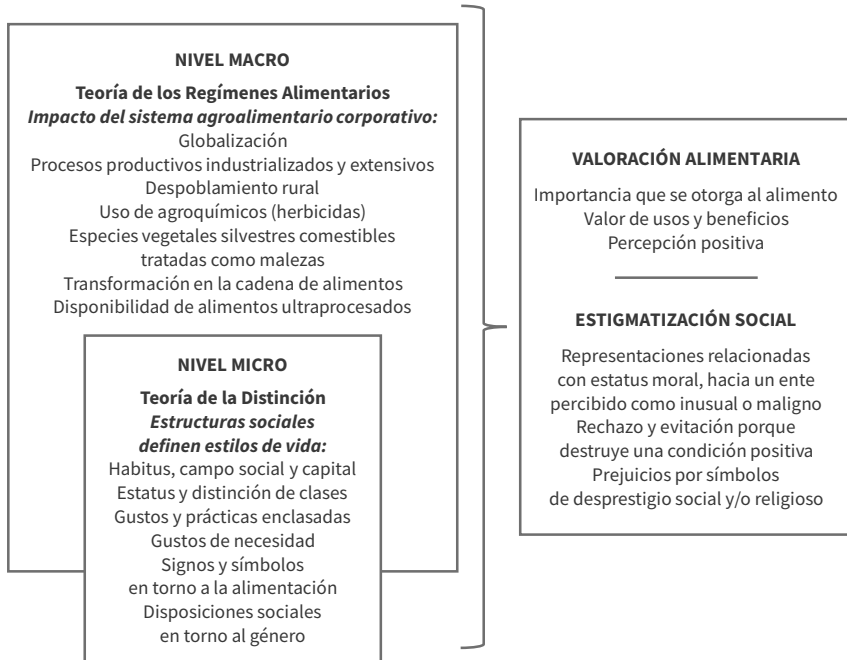 NIVEL MACRO
Teoría de los Regímenes Alimentarios
Impacto del sistema agroalimentario corporativo:
Globalización
Procesos productivos industrializados y extensivos
Despoblamiento rural
Uso de agroquímicos (herbicidas)
Especies vegetales silvestres comestibles
tratadas como malezas
Transformación en la cadena de alimentos
Disponibilidad de alimentos ultraprocesados
NIVEL MICRO
Teoría de la Distinción
Estructuras sociales
definen estilos de vida:
Habitus, campo social y capital
Estatus y distinción de clases
Gustos y prácticas enclasadas
Gustos de necesidad
Signos y símbolos
en torno a la alimentación
Disposiciones sociales
en torno al género
VALORACIÓN ALIMENTARIA
Importancia que se otorga al alimento
Valor de usos y beneficios
Percepción positiva
ESTIGMATIZACIÓN SOCIAL
Representaciones relacionadas
con estatus moral, hacia un ente
percibido como inusual o maligno
Rechazo y evitación porque
destruye una condición positiva
Prejuicios por símbolos
de desprestigio social y/o religioso